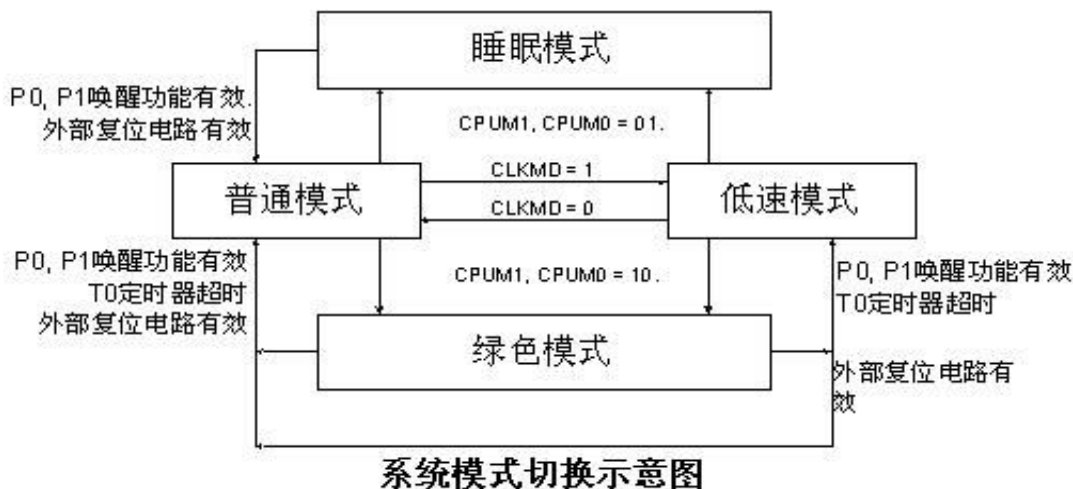 睡眠模式
P0, P1唤醒功能有效.
外部复位电路有效
CPUM1, CPUM0 = 01.
CLKMD = 1
普通模式
低速模式
CLKMD = 0
P0, P1唤醒功能有效
T0定时器超时
外部复位电路有效
CPUM1, CPUM0 = 10.
P0, P1唤醒功能有效
T0定时器超时
绿色模式
外部复位电路有
效
系统模式切换示意图